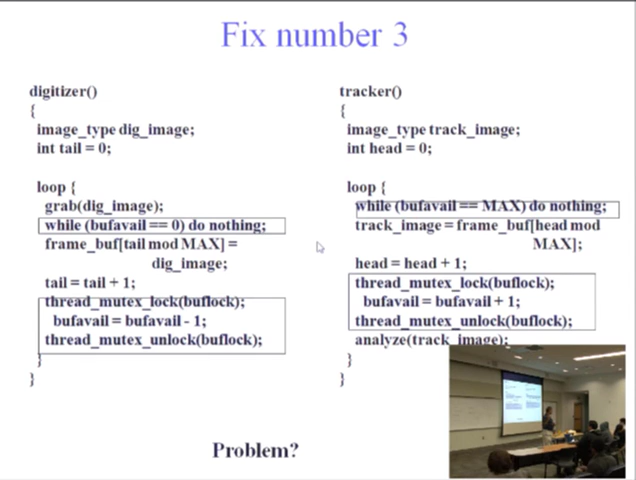 Fix number 3
digitizer()
{
image_type dig_image;
int tail = 0;
loop {
grab(dig_image);
while (bufavail == 0) do nothing;
frame_buf[tail mod MAX] =
dig_image;
tail = tail + 1;
thread_mutex_lock(buflock);
bufavail = bufavail - 1;
thread_mutex_unlock(buflock);
}
}
tracker()
{
image_type track_image;
int head = 0;
loop {
while (bufavail == MAX) do nothing;
track_image = frame_buf[head mod
MAX];
head = head + 1;
thread_mutex_lock(buflock);
bufavail = bufavail + 1;
thread_mutex_unlock(buflock);
analyze(track_image);
}
}
Problem?